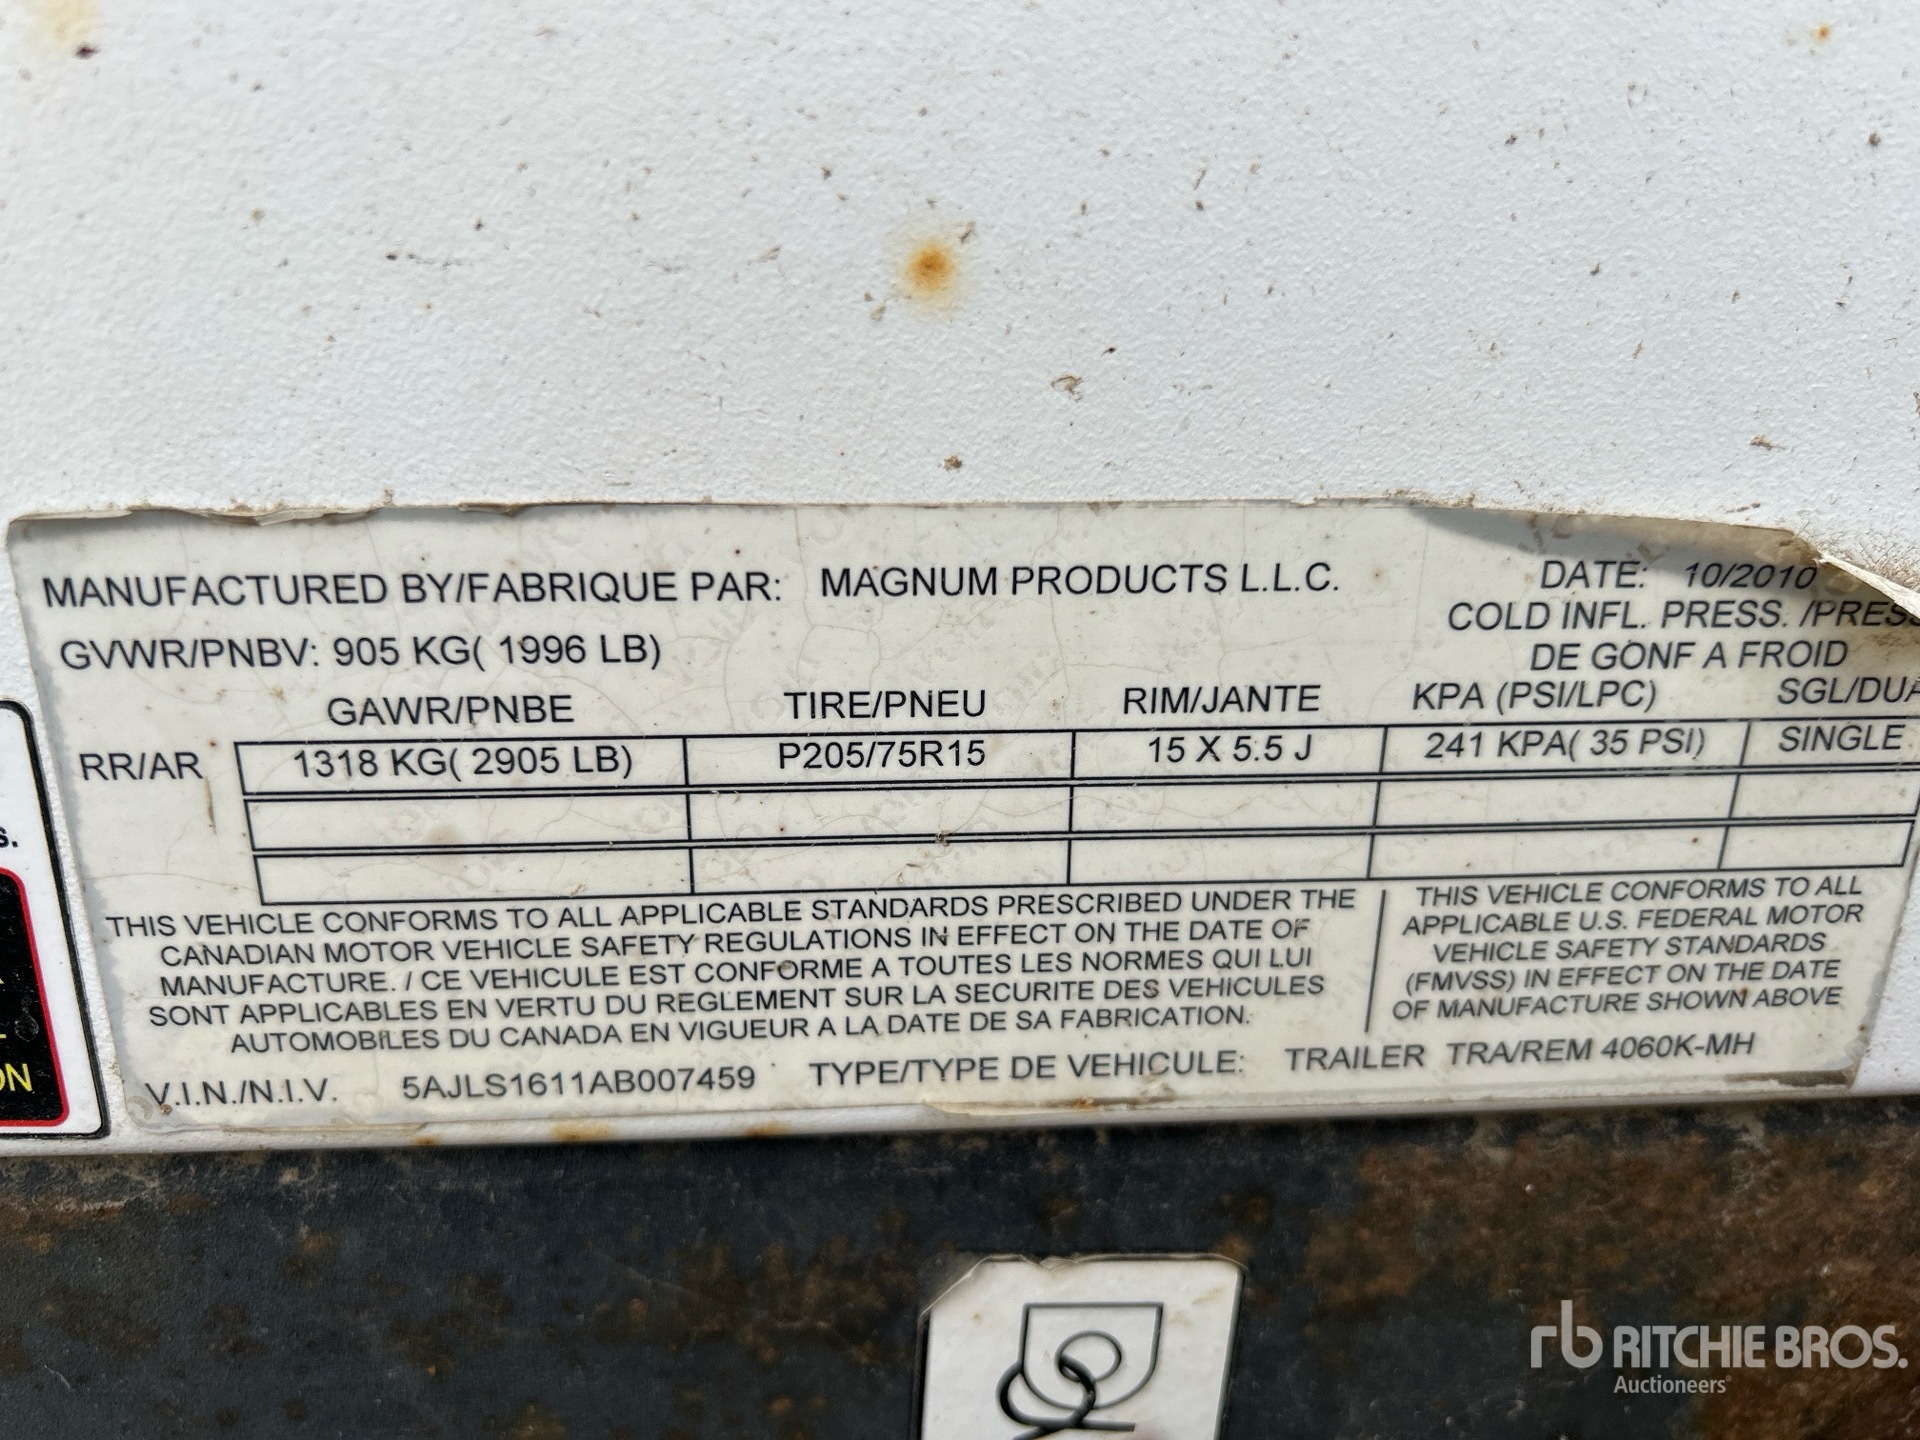 MANUFACTURED BY/FABRIQUE PAR: MAGNUM PRODUCTS L.L.C. DATE: 10/2010
COLD INFL. PRESS. /PRESS
GVWR/PNBV: 905 KG( 1996 LB) DE GONF A FROID
GAWR/PNBE TIRE/PNEU RIM/JANTE KPA (PSI/LPC) SGL/DUA
RR/AR 1318 KG( 2905 LB) P205/75R15 15 X 5.5 J 241 KPA( 35 PSI) SINGLE
s.
THIS VEHICLE CONFORMS TO ALL APPLICABLE STANDARDS PRESCRIBED UNDER THE
CANADIAN MOTOR VEHICLE SAFETY REGULATIONS IN EFFECT ON THE DATE OF
MANUFACTURE. / CE VEHICULE EST CONFORME A TOUTES LES NORMES QUI LUI
SONT APPLICABLES EN VERTU DU REGLEMENT SUR LA SECURITE DES VEHICULES
AUTOMOBILES DU CANADA EN VIGUEUR A LA DATE DE SA FABRICATION.
THIS VEHICLE CONFORMS TO ALL
APPLICABLE U.S. FEDERAL MOTOR
VEHICLE SAFETY STANDARDS
(FMVSS) IN EFFECT ON THE DATE
OF MANUFACTURE SHOWN ABOVE
ON
V.I.N./N.I.V. 5AJLS1611AB007459 TYPE/TYPE DE VEHICULE: TRAILER TRA/REM 4060K-MH
rb RITCHIE BROS.
Auctioneers